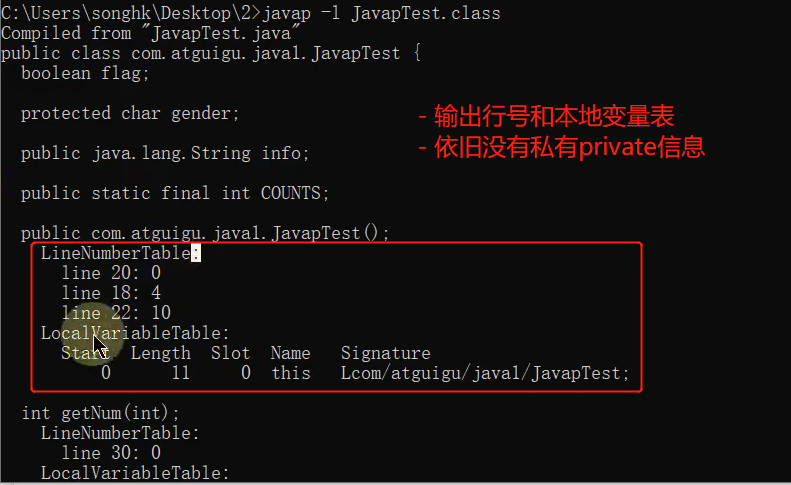 C:\Users\songhk\Desktop\2>javap -l JavapTest.class
Compiled from "JavapTest.java"
public class com.atguigu.java1.JavapTest {
boolean flag;
protected char gender;
- 输出行号和本地变量表
- 依旧没有私有private信息
public java.lang.String info;
public static final int COUNTS;
public com.atguigu.java1.JavapTest();
LineNumberTable:
line 20: 0
line 18: 4
line 22: 10
LocalVariableTable:
Start Length Slot Name Signature
0 11 0 this Lcom/atguigu/java1/JavapTest;
int getNum(int);
LineNumberTable:
line 30: 0
LocalVariableTable: